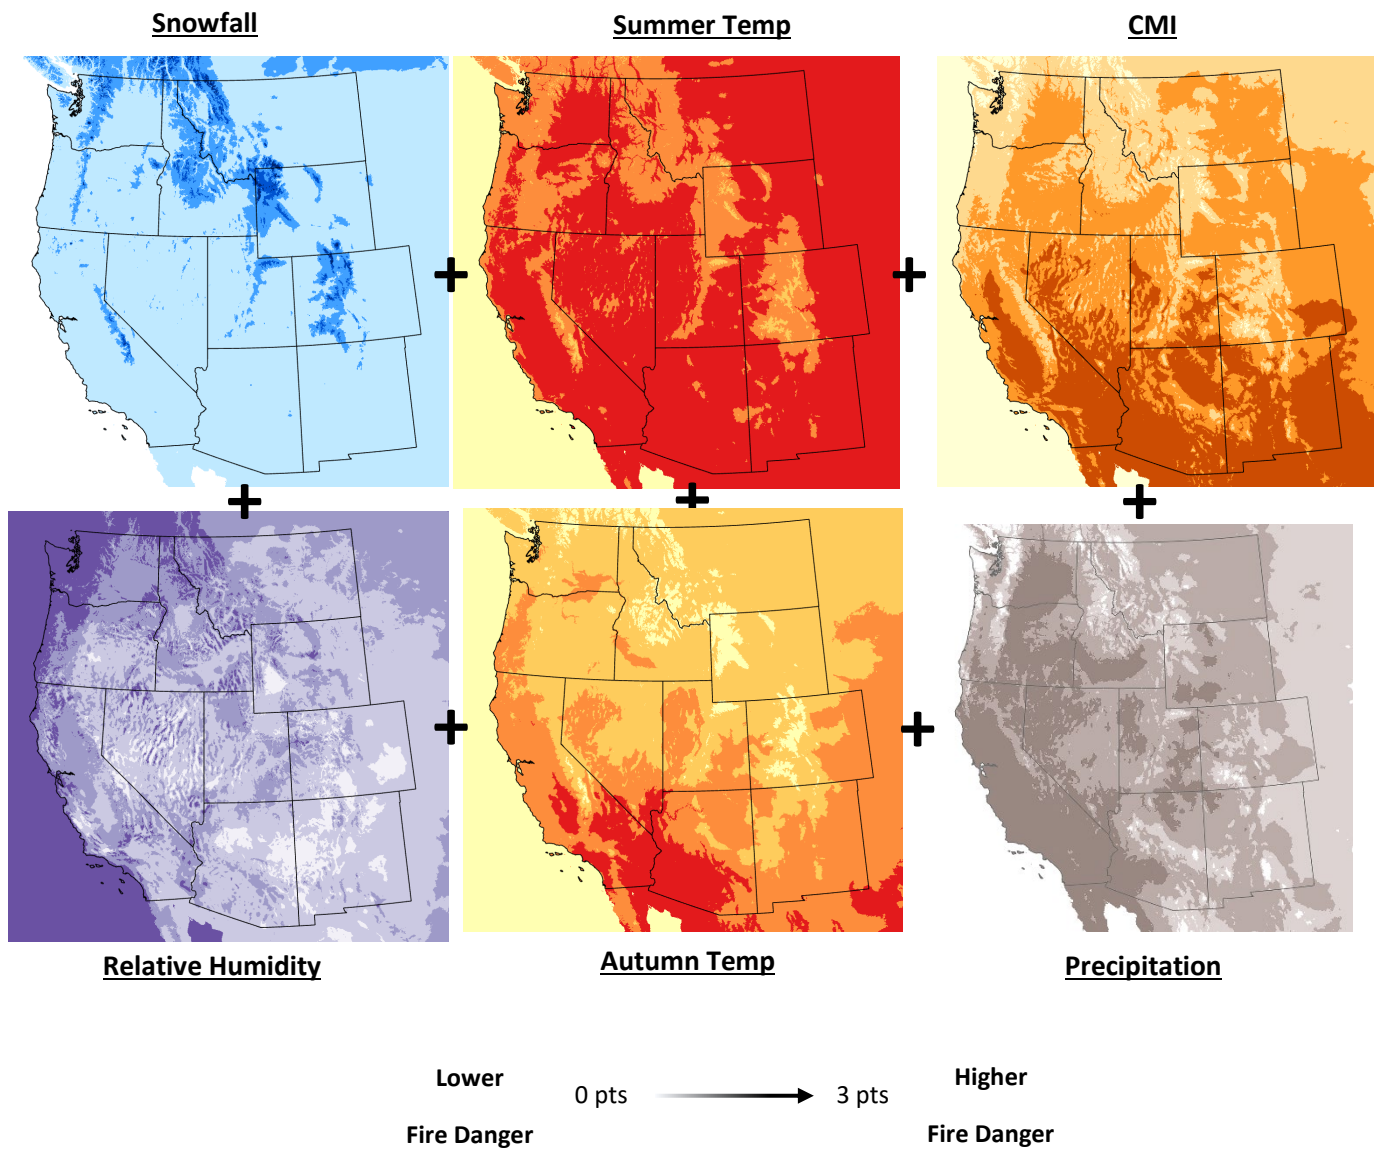 Snowfall
Summer Temp
CMI
+
+
+
+
+
+
+
Relative Humidity
Autumn Temp
Precipitation
Lower
Higher
0 pts
3 pts
Fire Danger
Fire Danger